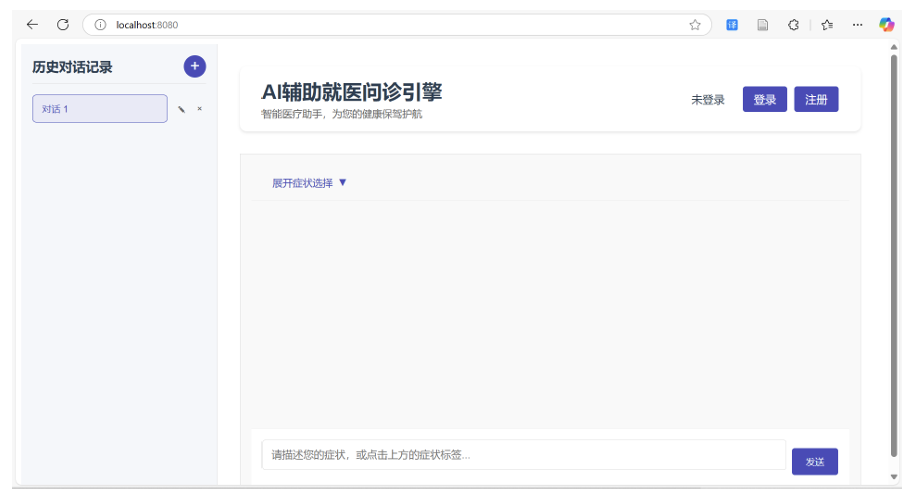 localhost:8080
译
历史对话记录
+
对话 1
×
AI辅助就医问诊引擎
智能医疗助手，为您的健康保驾护航
未登录
登录
注册
展开症状选择 ▼
请描述您的症状，或点击上方的症状标签...
发送